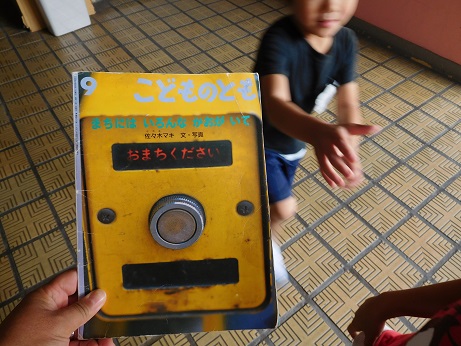 9
こどものとも
まちには いろんな かおが いて
佐々木マキ 文・写真
おまちください